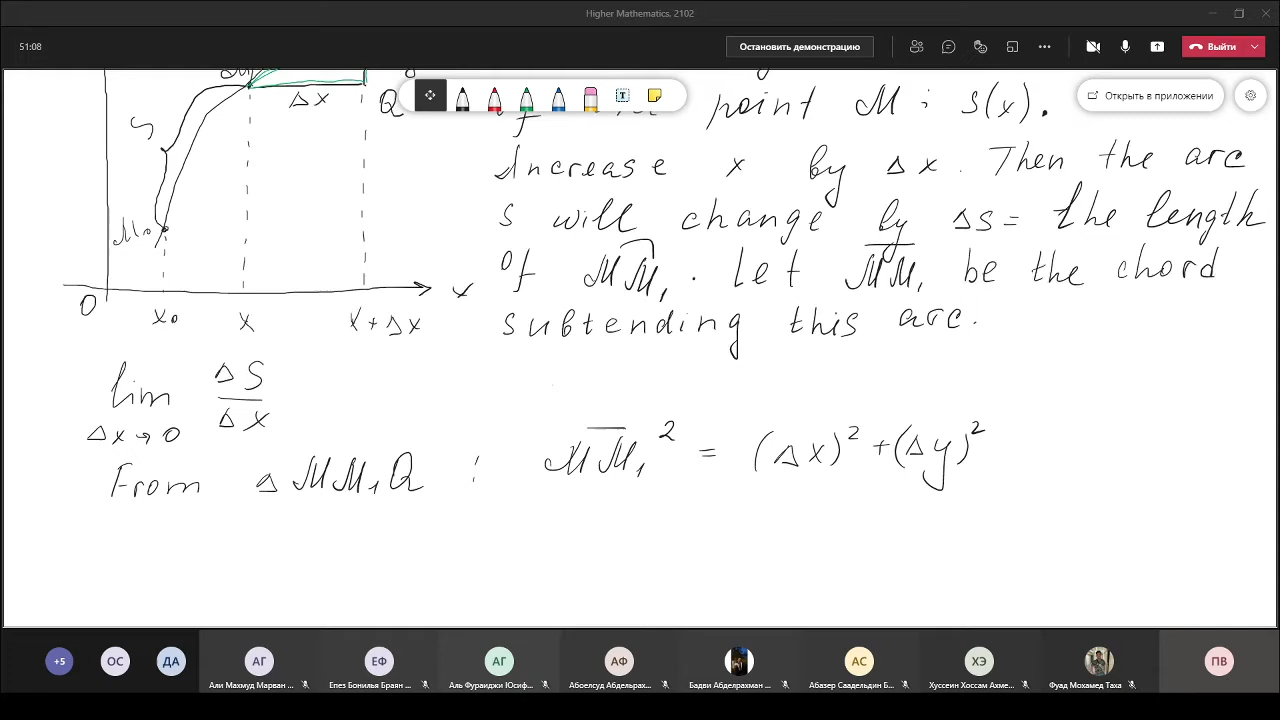 Higher Mathematics, 2102
51:08
Остановить демонстрацию
Выйти
Открыть в приложении
point M : s(x).
Increase x by Δx. Then the arc
s will change by Δs = the length
of MM₁. Let MM₁ be the chord
subtending this arc.
Δx
Q
S
M₀
O
x₀
x
x + Δx
x
lim ΔS
Δx→0 Δx
From ΔMM₁Q : MM₁² = (Δx)² + (Δy)²
+5
ОС
ДА
АГ
ЕФ
АГ
АФ
АС
ХЭ
ПВ
Али Махмуд Марван ...
Епез Бонилья Браян ...
Аль Фураиджи Юсиф...
Абоелсуд Абдельрах...
Бадви Абделрахман ...
Абазер Саадельдин Б...
Хуссеин Хоссам Ахме...
Фуад Мохамед Таха